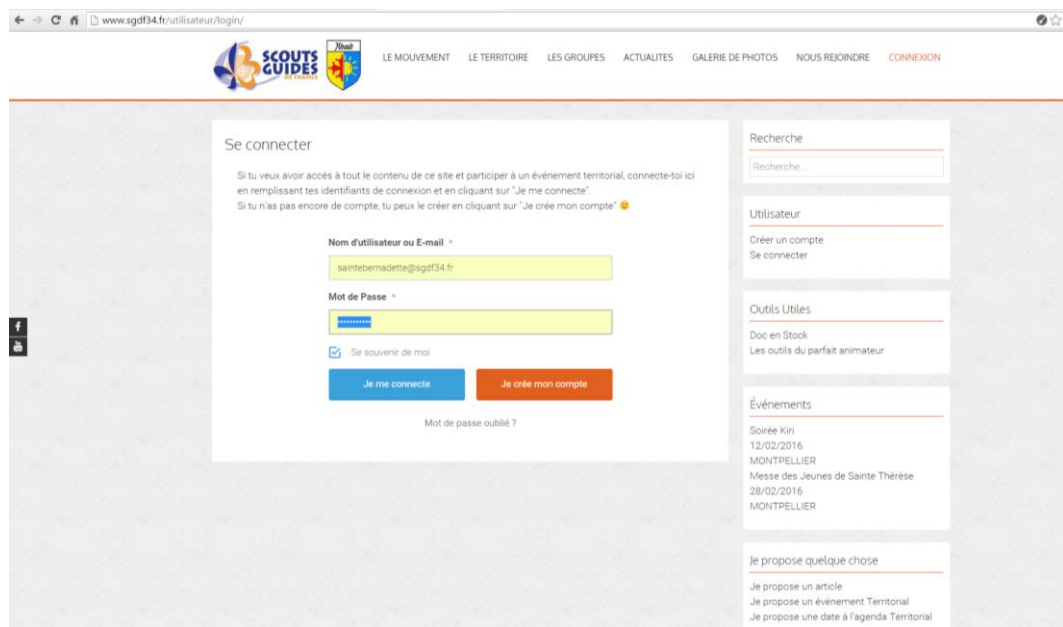 www.sgdf34.fr/utilisateur/login/
SCOUTS
GUIDES
DE FRANCE
Hérault
LE MOUVEMENT
LE TERRITOIRE
LES GROUPES
ACTUALITES
GALERIE DE PHOTOS
NOUS REJOINDRE
CONNEXION
Se connecter
Si tu veux avoir accès à tout le contenu de ce site et participer à un événement territorial, connecte-toi ici
en remplissant tes identifiants de connexion et en cliquant sur "Je me connecte".
Si tu n'as pas encore de compte, tu peux le créer en cliquant sur "Je crée mon compte" 🙂
Nom d'utilisateur ou E-mail *
saintebernadette@sgdf34.fr
Mot de Passe *
•••••••••••
Se souvenir de moi
Je me connecte
Je crée mon compte
Mot de passe oublié ?
Recherche
Recherche...
Utilisateur
Créer un compte
Se connecter
Outils Utiles
Doc en Stock
Les outils du parfait animateur
Événements
Soirée Kiri
12/02/2016
MONTPELLIER
Messe des Jeunes de Sainte Thérèse
28/02/2016
MONTPELLIER
Je propose quelque chose
Je propose un article
Je propose un événement Territorial
Je propose une date à l'agenda Territorial